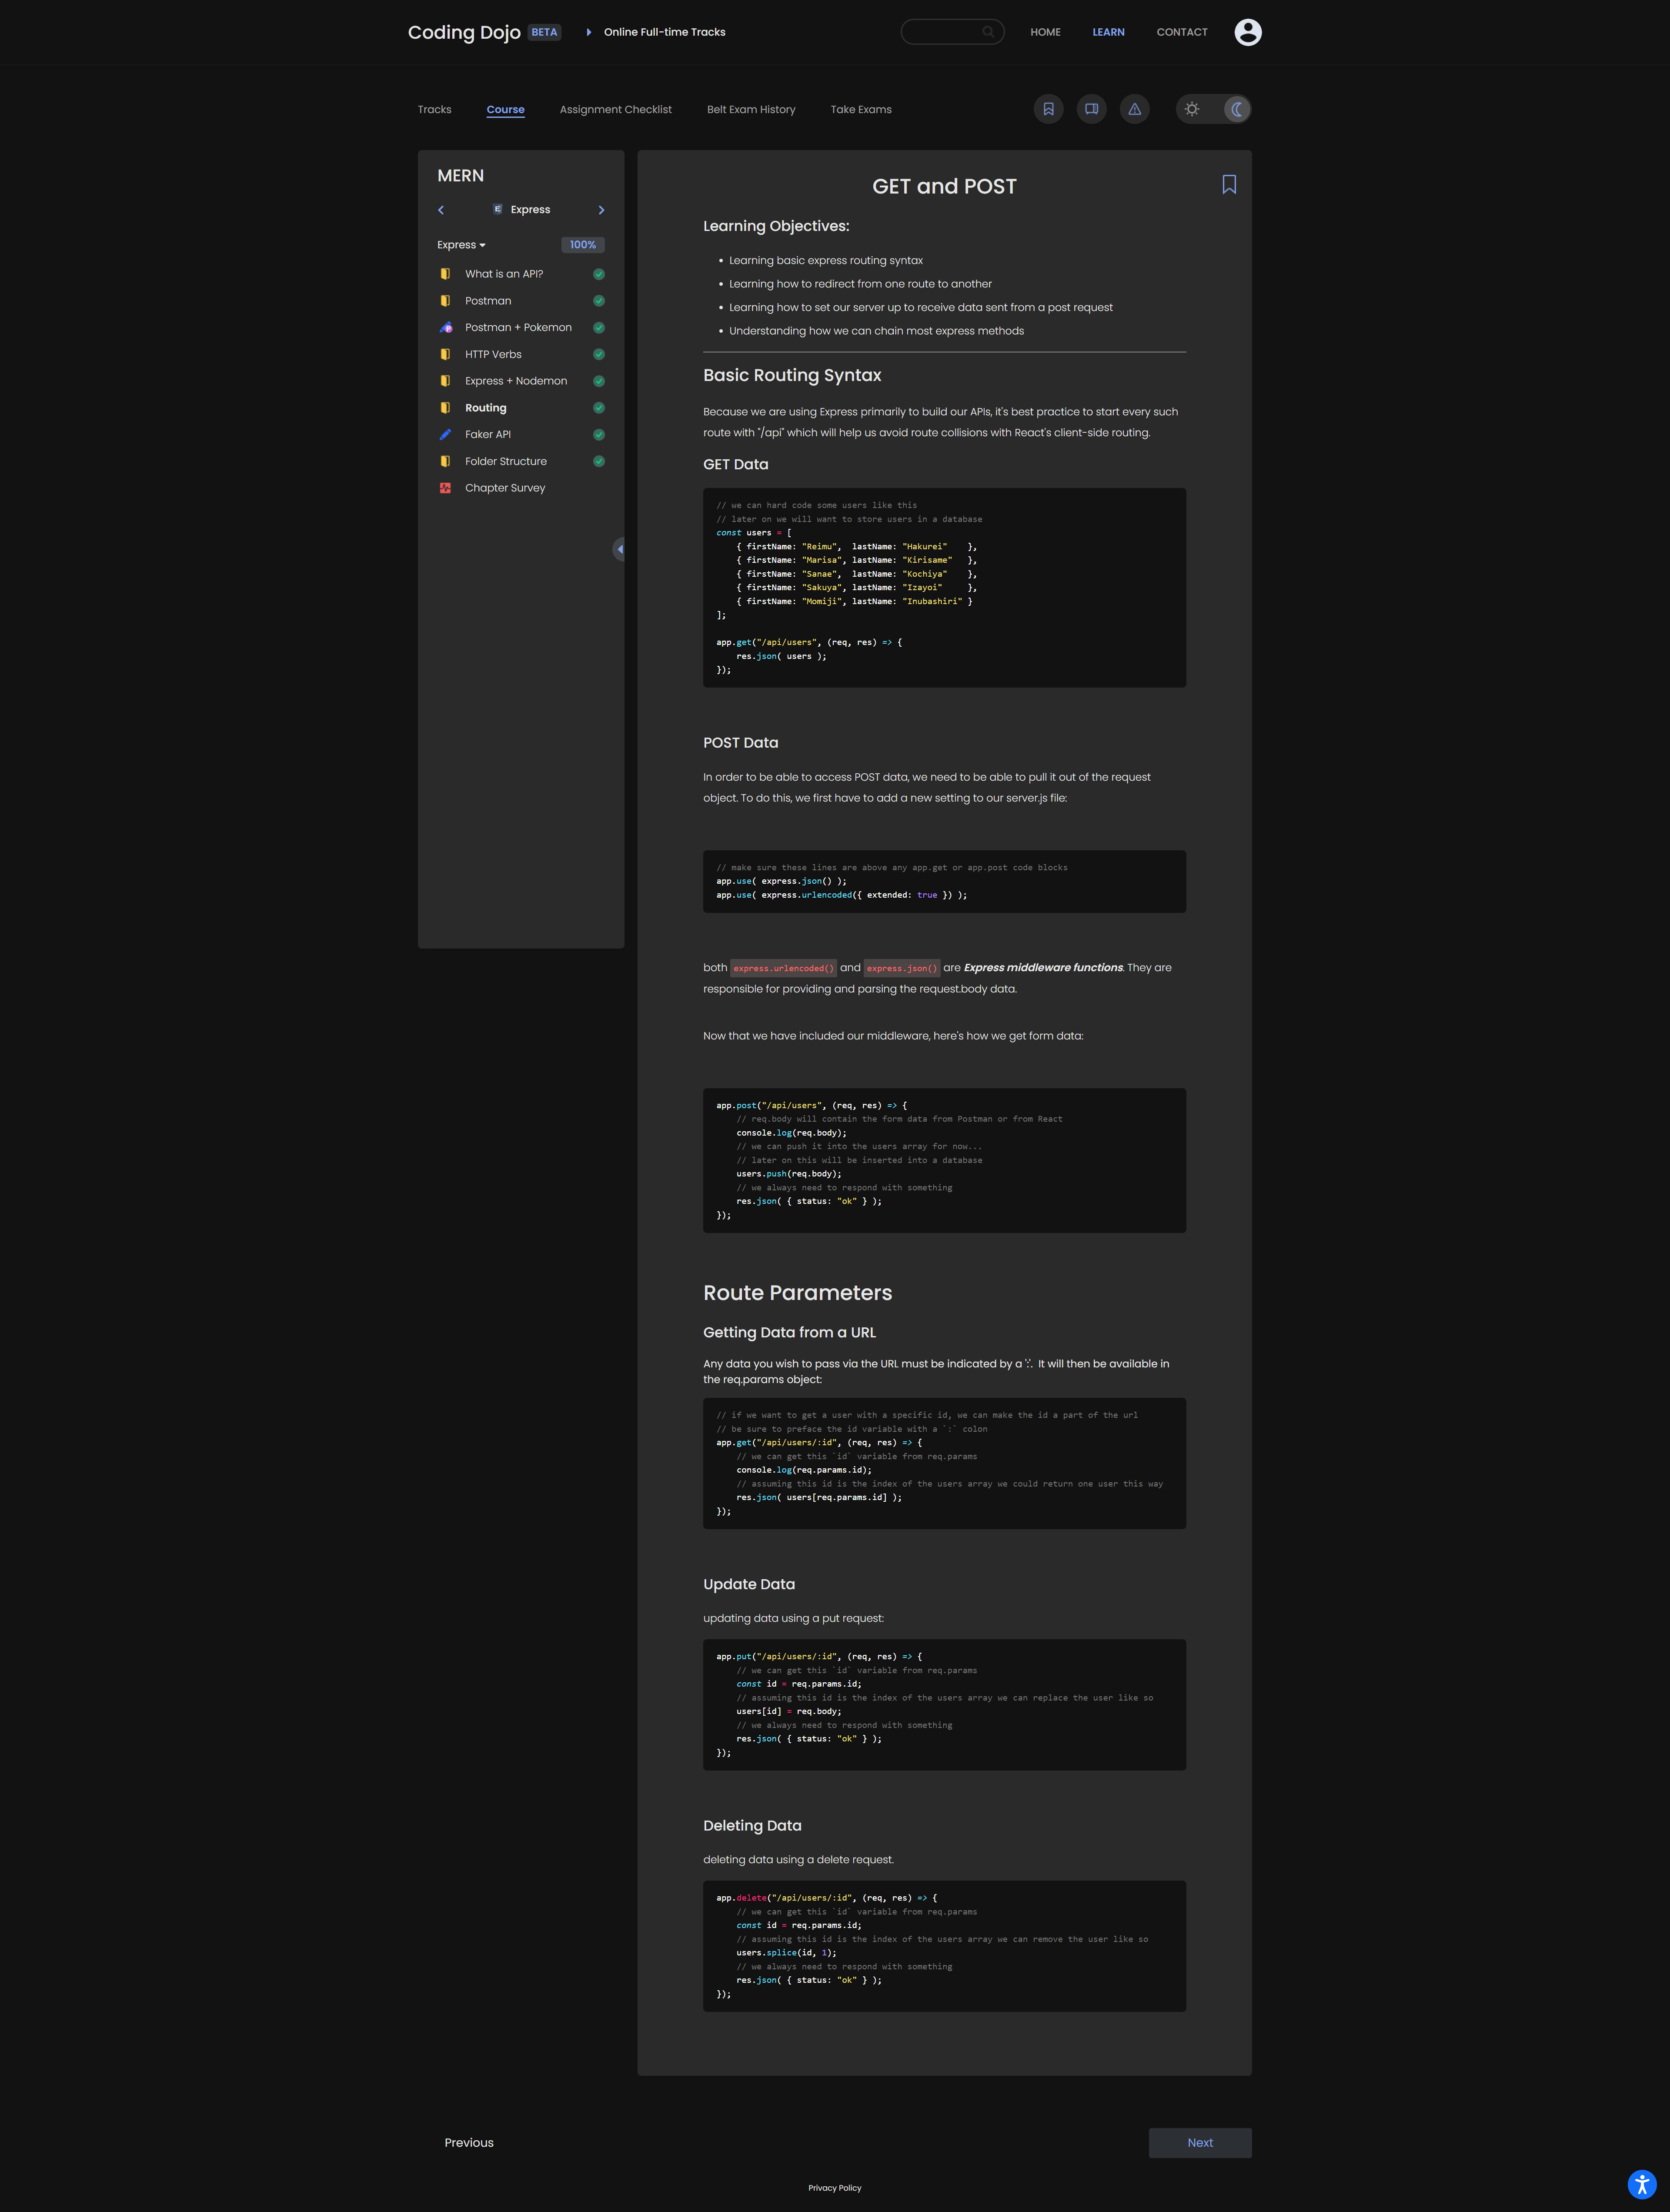 Coding Dojo BETA Online Full-time Tracks HOME LEARN CONTACT
Tracks Course Assignment Checklist Belt Exam History Take Exams
MERN
Express
Express 100%
What is an API?
Postman
Postman + Pokemon
HTTP Verbs
Express + Nodemon
Routing
Faker API
Folder Structure
Chapter Survey
GET and POST
Learning Objectives:
• Learning basic express routing syntax
• Learning how to redirect from one route to another
• Learning how to set our server up to receive data sent from a post request
• Understanding how we can chain most express methods
Basic Routing Syntax
Because we are using Express primarily to build our APIs, it's best practice to start every such
route with "/api" which will help us avoid route collisions with React's client-side routing.
GET Data
// we can hard code some users like this
// later on we will want to store users in a database
const users = [
    { firstName: "Reimu",  lastName: "Hakurei"    },
    { firstName: "Marisa", lastName: "Kirisame"   },
    { firstName: "Sanae",  lastName: "Kochiya"    },
    { firstName: "Sakuya", lastName: "Izayoi"     },
    { firstName: "Momiji", lastName: "Inubashiri" }
];
app.get("/api/users", (req, res) => {
    res.json( users );
});
POST Data
In order to be able to access POST data, we need to be able to pull it out of the request
object. To do this, we first have to add a new setting to our server.js file:
// make sure these lines are above any app.get or app.post code blocks
app.use( express.json() );
app.use( express.urlencoded({ extended: true }) );
both express.urlencoded() and express.json() are Express middleware functions. They are
responsible for providing and parsing the request.body data.
Now that we have included our middleware, here's how we get form data:
app.post("/api/users", (req, res) => {
    // req.body will contain the form data from Postman or from React
    console.log(req.body);
    // we can push it into the users array for now...
    // later on this will be inserted into a database
    users.push(req.body);
    // we always need to respond with something
    res.json( { status: "ok" } );
});
Route Parameters
Getting Data from a URL
Any data you wish to pass via the URL must be indicated by a ':'.  It will then be available in
the req.params object:
// if we want to get a user with a specific id, we can make the id a part of the url
// be sure to preface the id variable with a `:` colon
app.get("/api/users/:id", (req, res) => {
    // we can get this `id` variable from req.params
    console.log(req.params.id);
    // assuming this id is the index of the users array we could return one user this way
    res.json( users[req.params.id] );
});
Update Data
updating data using a put request:
app.put("/api/users/:id", (req, res) => {
    // we can get this `id` variable from req.params
    const id = req.params.id;
    // assuming this id is the index of the users array we can replace the user like so
    users[id] = req.body;
    // we always need to respond with something
    res.json( { status: "ok" } );
});
Deleting Data
deleting data using a delete request.
app.delete("/api/users/:id", (req, res) => {
    // we can get this `id` variable from req.params
    const id = req.params.id;
    // assuming this id is the index of the users array we can remove the user like so
    users.splice(id, 1);
    // we always need to respond with something
    res.json( { status: "ok" } );
});
Previous Next
Privacy Policy